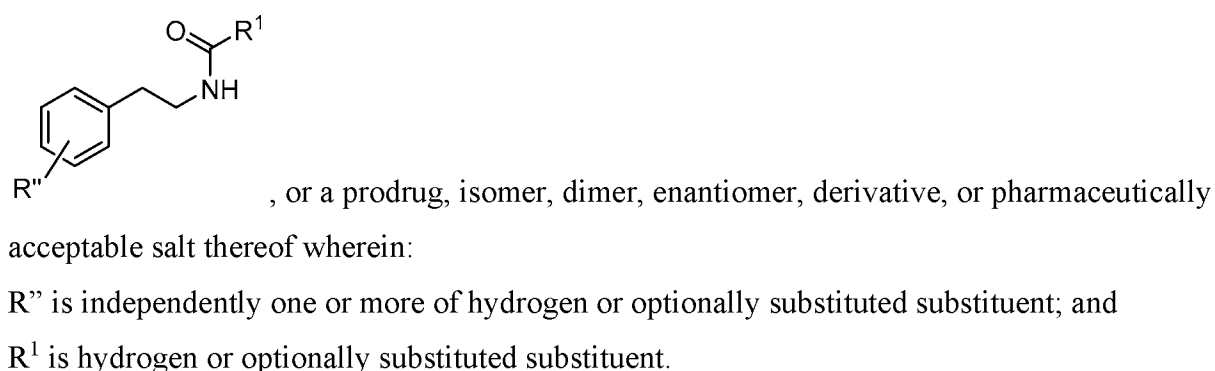 O R¹
NH
R"
, or a prodrug, isomer, dimer, enantiomer, derivative, or pharmaceutically
acceptable salt thereof wherein:
R” is independently one or more of hydrogen or optionally substituted substituent; and
R¹ is hydrogen or optionally substituted substituent.